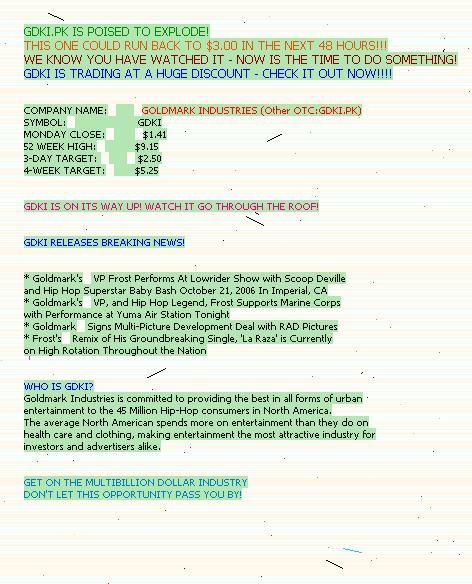 GDKI.PK IS POISED TO EXPLODE!
THIS ONE COULD RUN BACK TO $3.00 IN THE NEXT 48 HOURS!!!
WE KNOW YOU HAVE WATCHED IT - NOW IS THE TIME TO DO SOMETHING!
GDKI IS TRADING AT A HUGE DISCOUNT - CHECK IT OUT NOW!!!!
COMPANY NAME: GOLDMARK INDUSTRIES (Other OTC:GDKI.PK)
SYMBOL: GDKI
MONDAY CLOSE: $1.41
52 WEEK HIGH: $9.15
3-DAY TARGET: $2.50
4-WEEK TARGET: $5.25
GDKI IS ON ITS WAY UP! WATCH IT GO THROUGH THE ROOF!
GDKI RELEASES BREAKING NEWS!
* Goldmark's VP Frost Performs At Lowrider Show with Scoop Deville
and Hip Hop Superstar Baby Bash October 21, 2006 In Imperial, CA
* Goldmark's VP, and Hip Hop Legend, Frost Supports Marine Corps
with Performance at Yuma Air Station Tonight
* Goldmark Signs Multi-Picture Development Deal with RAD Pictures
* Frost's Remix of His Groundbreaking Single, 'La Raza' is Currently
on High Rotation Throughout the Nation
WHO IS GDKI?
Goldmark Industries is committed to providing the best in all forms of urban
entertainment to the 45 Million Hip-Hop consumers in North America.
The average North American spends more on entertainment than they do on
health care and clothing, making entertainment the most attractive industry for
investors and advertisers alike.
GET ON THE MULTIBILLION DOLLAR INDUSTRY
DON'T LET THIS OPPORTUNITY PASS YOU BY!